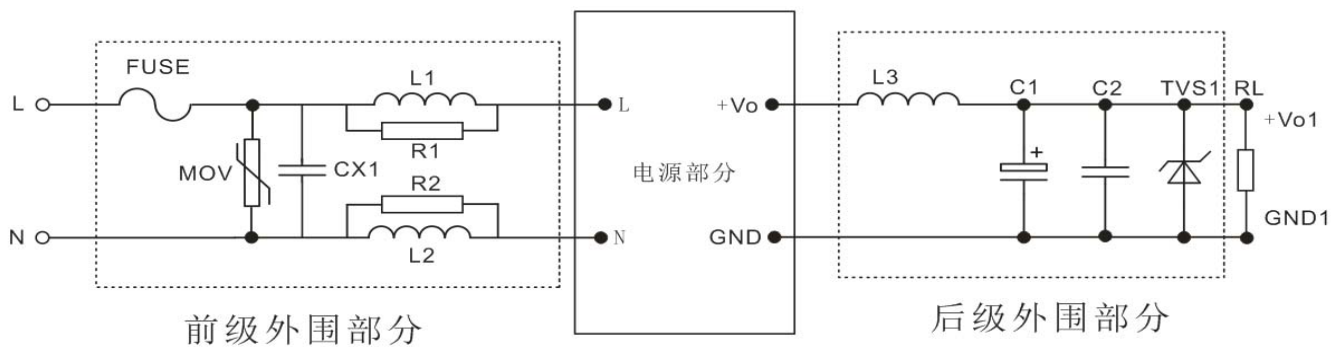 FUSE
L1
L
L
R1
MOV
CX1
R2
N
N
L2
前级外围部分
+Vo
电源部分
GND
L3
C1
C2
TVS1
RL
+Vo1
+
GND1
后级外围部分